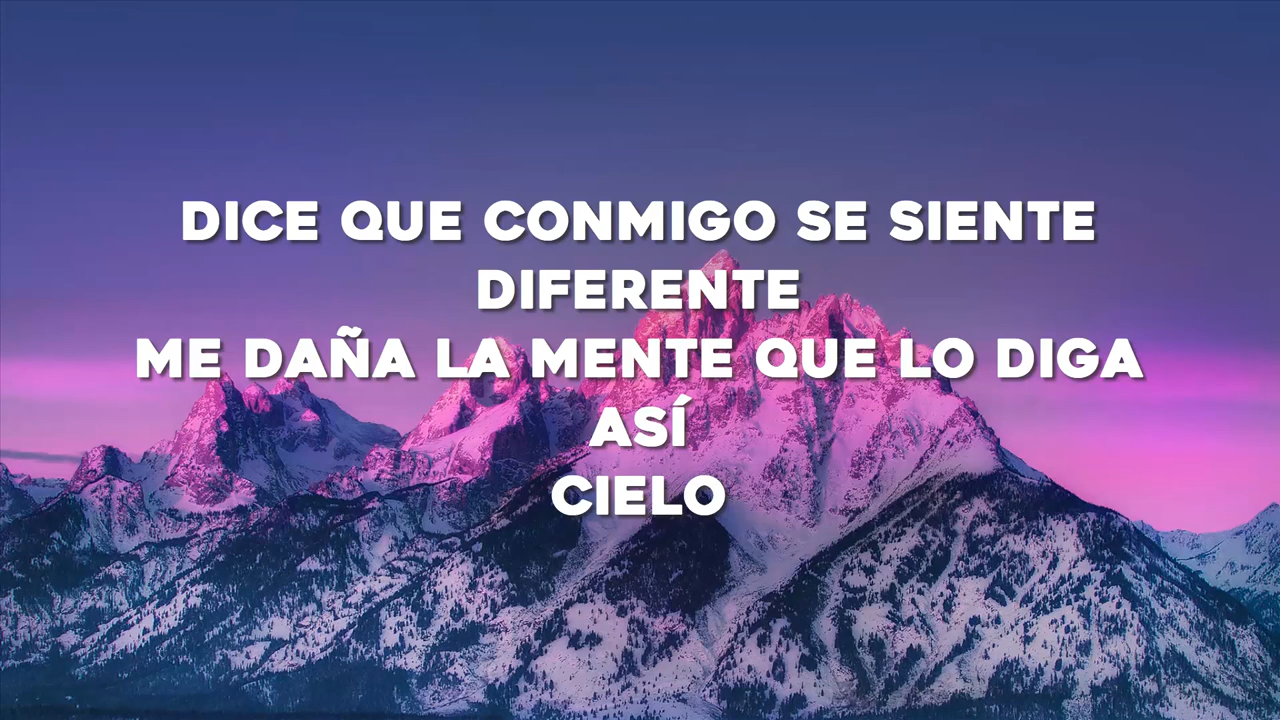 DICE QUE CONMIGO SE SIENTE
DIFERENTE
ME DAÑA LA MENTE QUE LO DIGA
ASÍ
CIELO